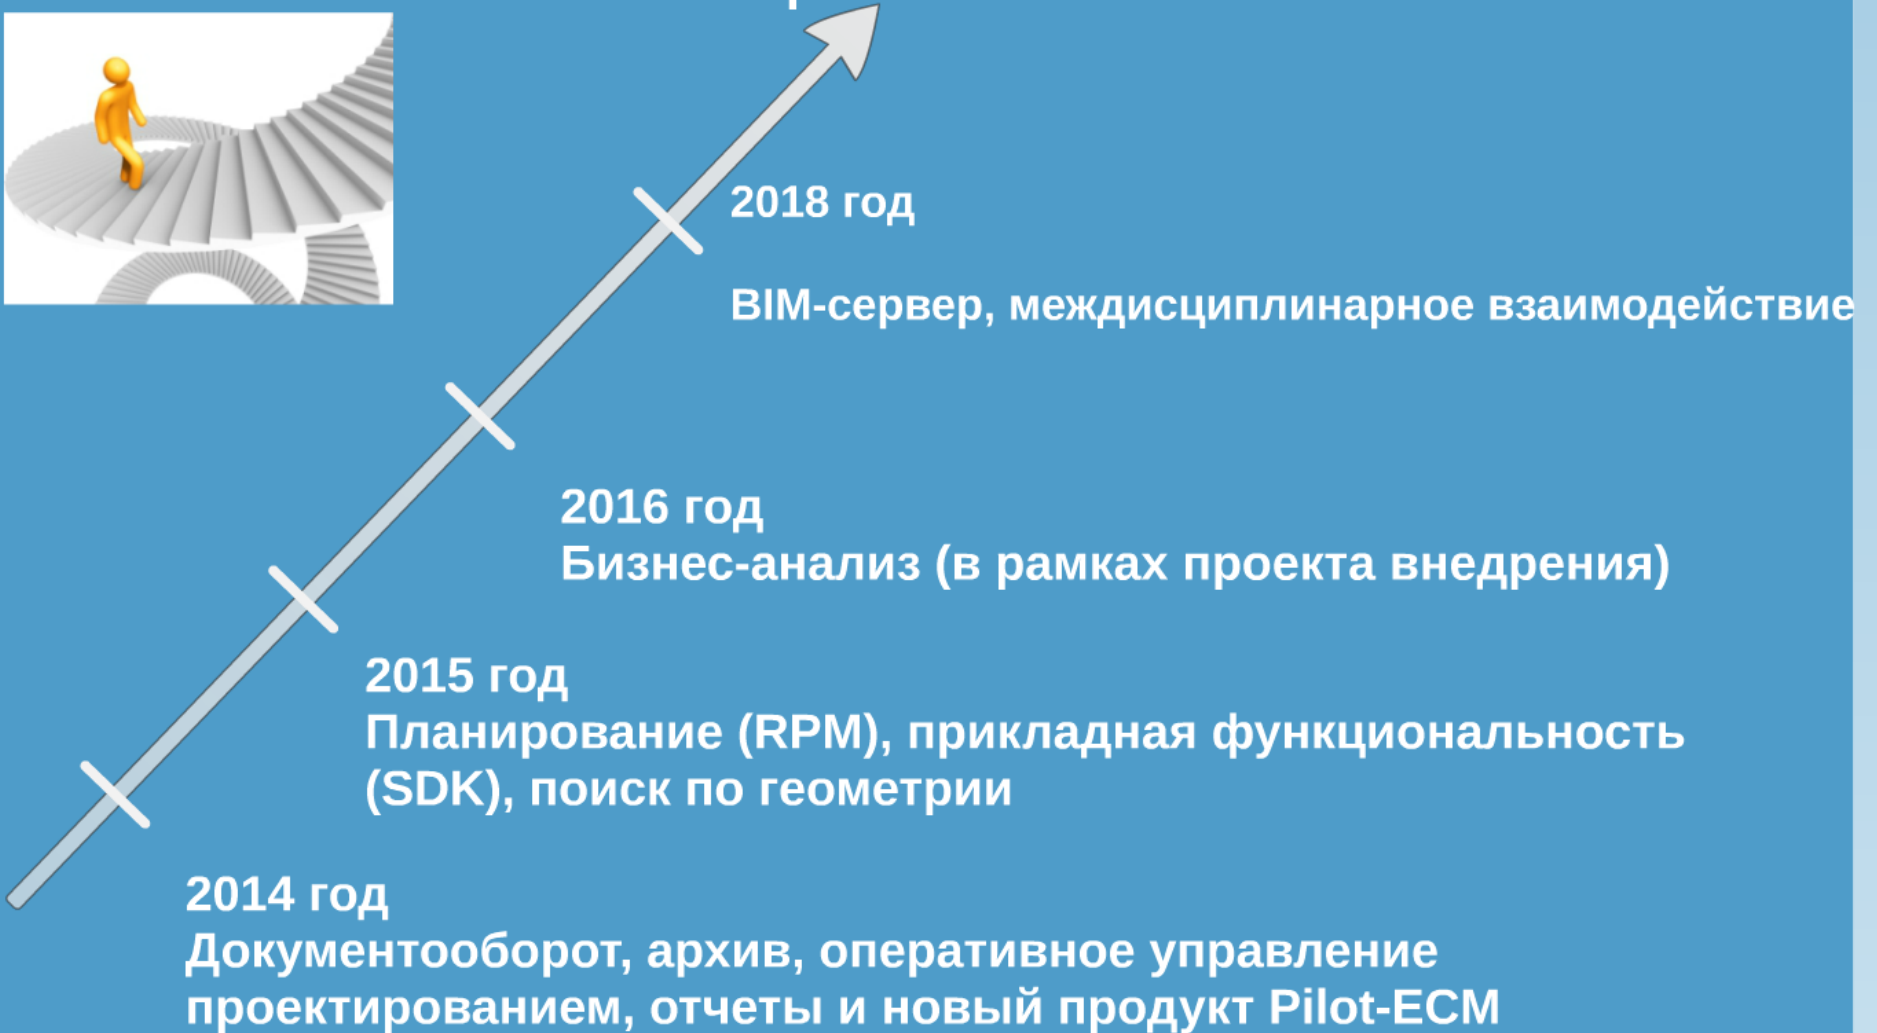 2018 год
BIM-сервер, междисциплинарное взаимодействие
2016 год
Бизнес-анализ (в рамках проекта внедрения)
2015 год
Планирование (RPM), прикладная функциональность
(SDK), поиск по геометрии
2014 год
Документооборот, архив, оперативное управление
проектированием, отчеты и новый продукт Pilot-ECM